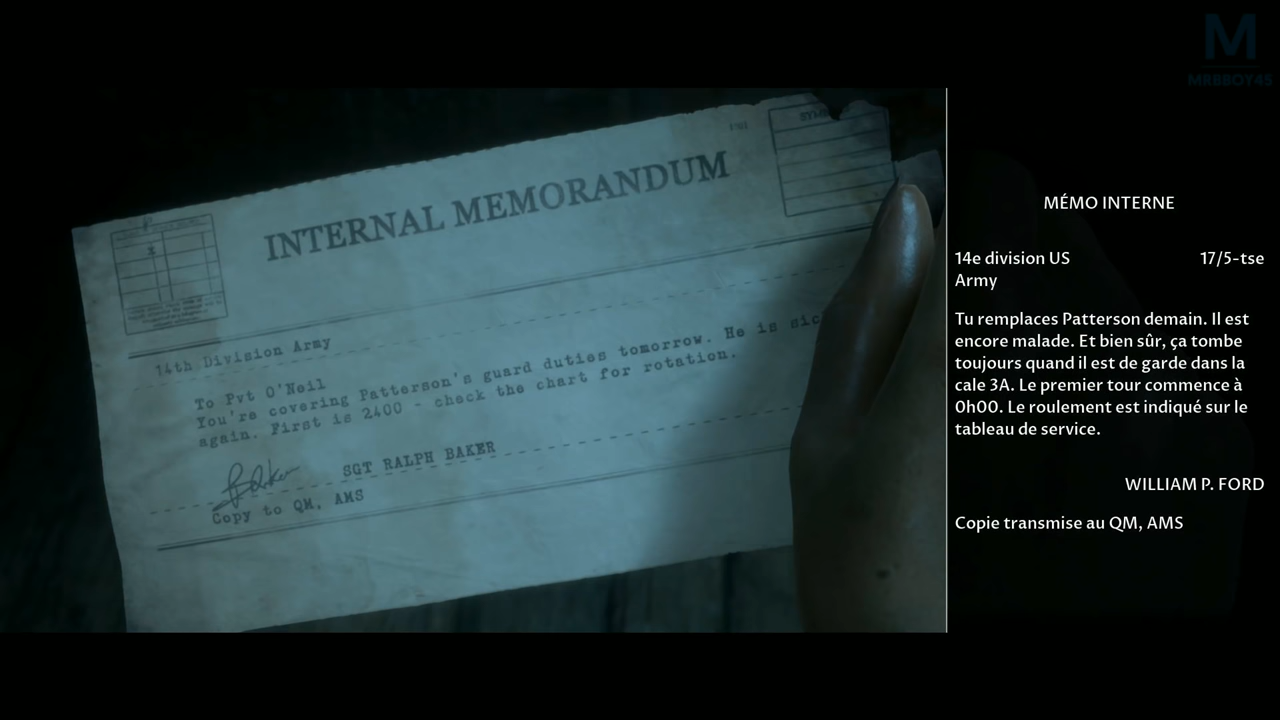 M
MRBBOY45
INTERNAL MEMORANDUM
14th Division Army
To Pvt O'Neil
You're covering Patterson's guard duties tomorrow. He is
again. First is 2400 - check the chart for rotation.
SGT RALPH BAKER
Copy to QM, AMS
MÉMO INTERNE
14e division US 17/5-tse
Army
Tu remplaces Patterson demain. Il est
encore malade. Et bien sûr, ça tombe
toujours quand il est de garde dans la
cale 3A. Le premier tour commence à
0h00. Le roulement est indiqué sur le
tableau de service.
WILLIAM P. FORD
Copie transmise au QM, AMS